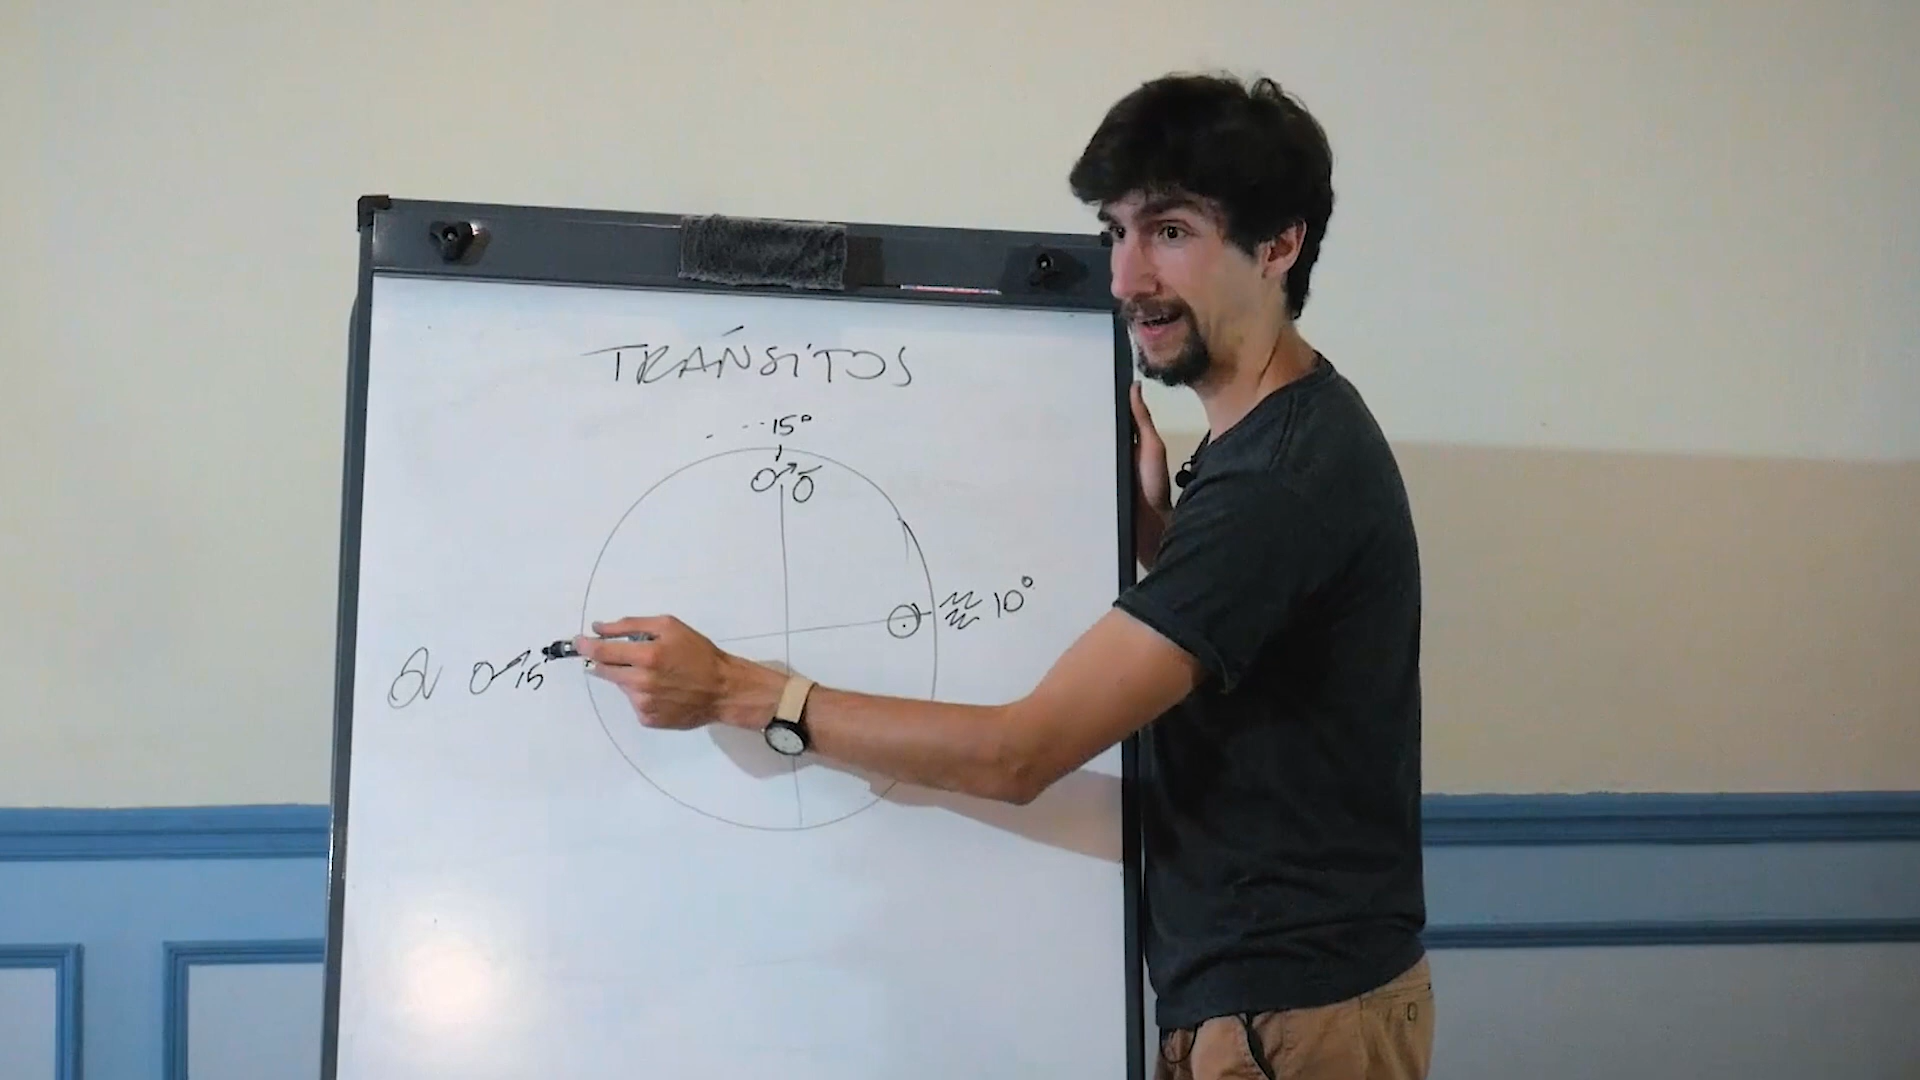 TRÁNSITOS
15°
♂ ♉
♒ 10°
♌ ♂ 15°